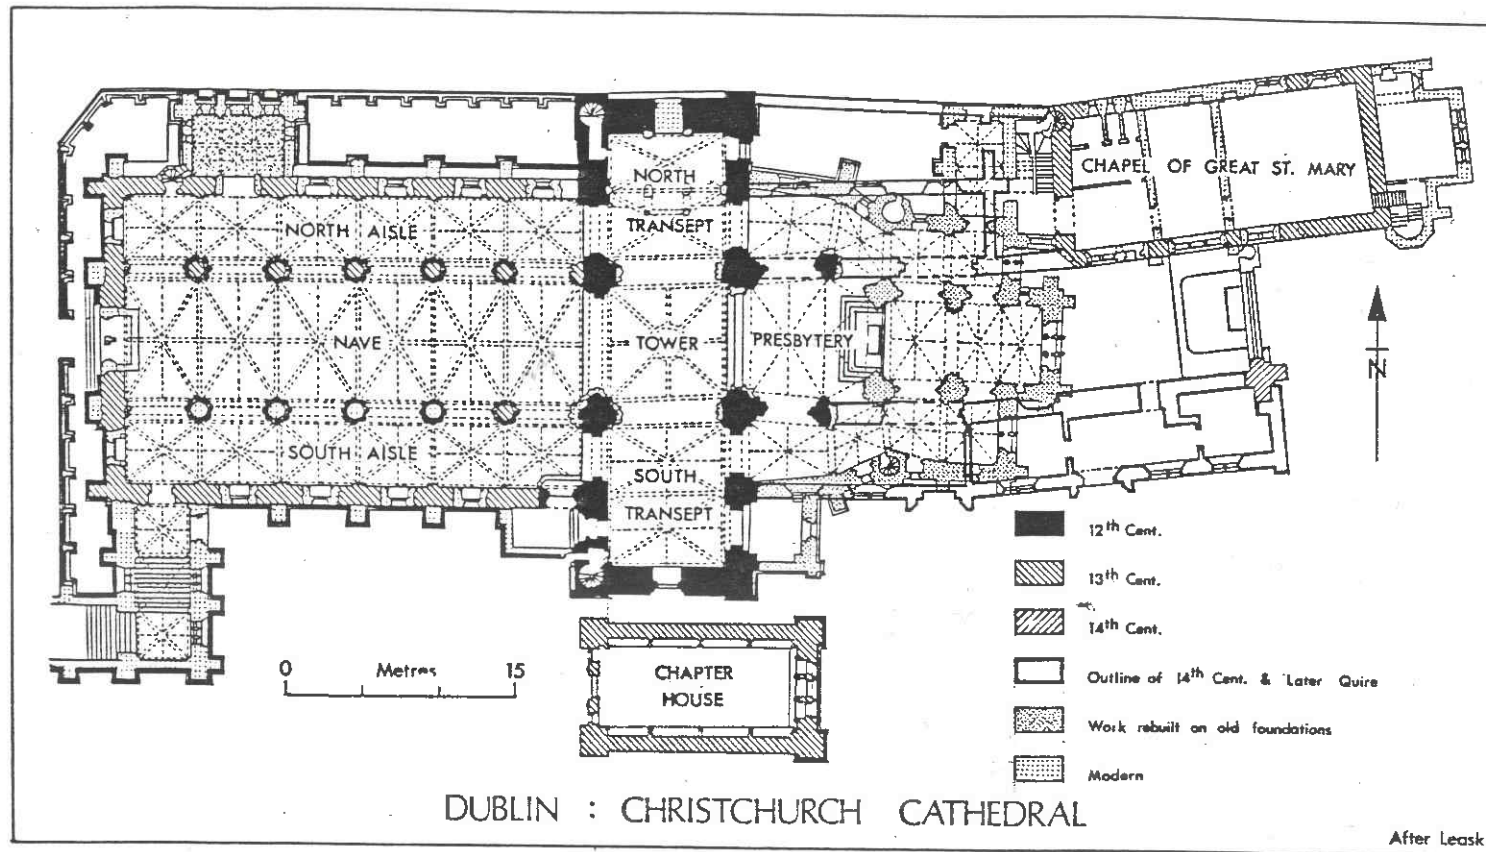 CHAPEL OF GREAT ST. MARY
NORTH
TRANSEPT
NORTH AISLE
NAVE
TOWER
PRESBYTERY
N
SOUTH AISLE
SOUTH
TRANSEPT
12th Cent.
13th Cent.
14th Cent.
Outline of 14th Cent. & Later Quire
Work rebuilt on old foundations
Modern
0 Metres 15
CHAPTER
HOUSE
DUBLIN : CHRISTCHURCH CATHEDRAL
After Leask